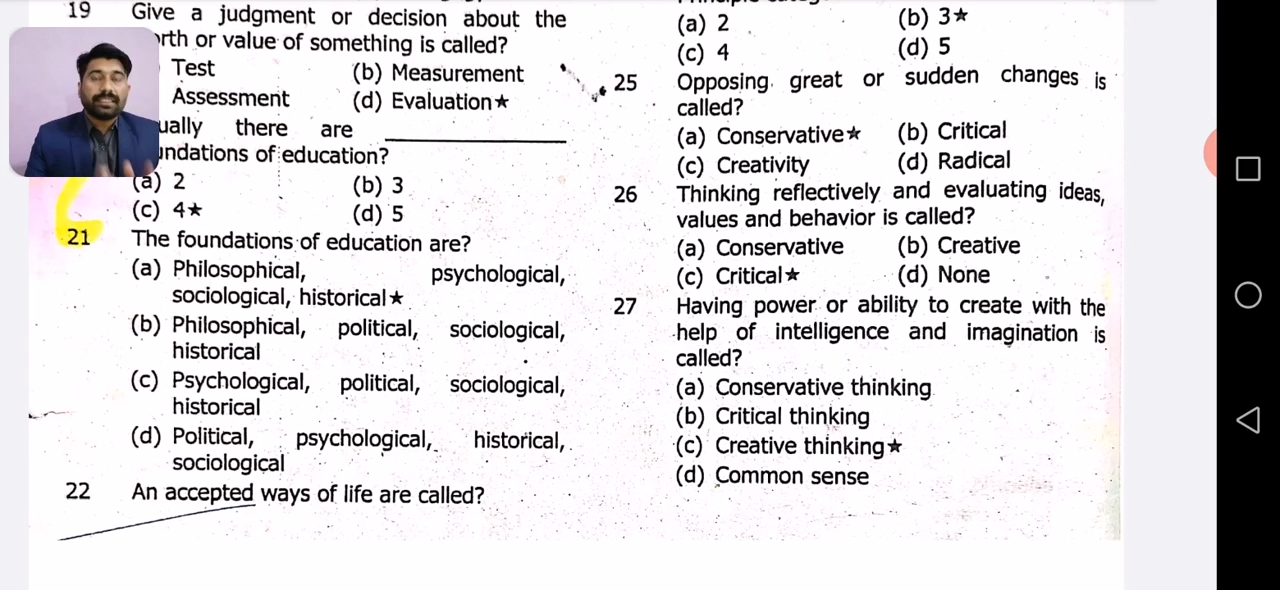 19 Give a judgment or decision about the
orth or value of something is called?
Test (b) Measurement
Assessment (d) Evaluation★
ually there are ____________
undations of education?
(a) 2 (b) 3
(c) 4★ (d) 5
21 The foundations of education are?
(a) Philosophical, psychological,
sociological, historical★
(b) Philosophical, political, sociological,
historical
(c) Psychological, political, sociological,
historical
(d) Political, psychological, historical,
sociological
22 An accepted ways of life are called?
(a) 2 (b) 3★
(c) 4 (d) 5
25 Opposing great or sudden changes is
called?
(a) Conservative★ (b) Critical
(c) Creativity (d) Radical
26 Thinking reflectively and evaluating ideas,
values and behavior is called?
(a) Conservative (b) Creative
(c) Critical★ (d) None
27 Having power or ability to create with the
help of intelligence and imagination is
called?
(a) Conservative thinking
(b) Critical thinking
(c) Creative thinking★
(d) Common sense